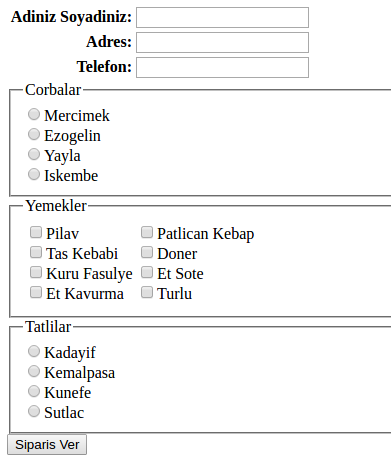 Adiniz Soyadiniz:
Adres:
Telefon:
Corbalar
Mercimek
Ezogelin
Yayla
Iskembe
Yemekler
Pilav Patlican Kebap
Tas Kebabi Doner
Kuru Fasulye Et Sote
Et Kavurma Turlu
Tatlilar
Kadayif
Kemalpasa
Kunefe
Sutlac
Siparis Ver